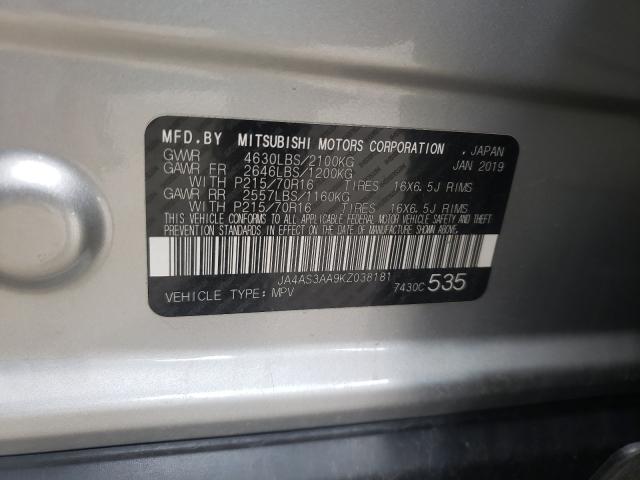 MFD.BY MITSUBISHI MOTORS CORPORATION , JAPAN
GVWR 4630LBS/2100KG JAN 2019
GAWR FR 2646LBS/1200KG
WITH P215/70R16 TIRES 16X6.5J RIMS
GAWR RR 2557LBS/1160KG
WITH P215/70R16 TIRES 16X6.5J RIMS
THIS VEHICLE CONFORMS TO ALL APPLICABLE FEDERAL MOTOR VEHICLE SAFETY AND THEFT
PREVENTION STANDARDS IN EFFECT ON THE DATE OF MANUFACTURE SHOWN ABOVE.
JA4AS3AA9KZ038181
VEHICLE TYPE: MPV 7430C 535